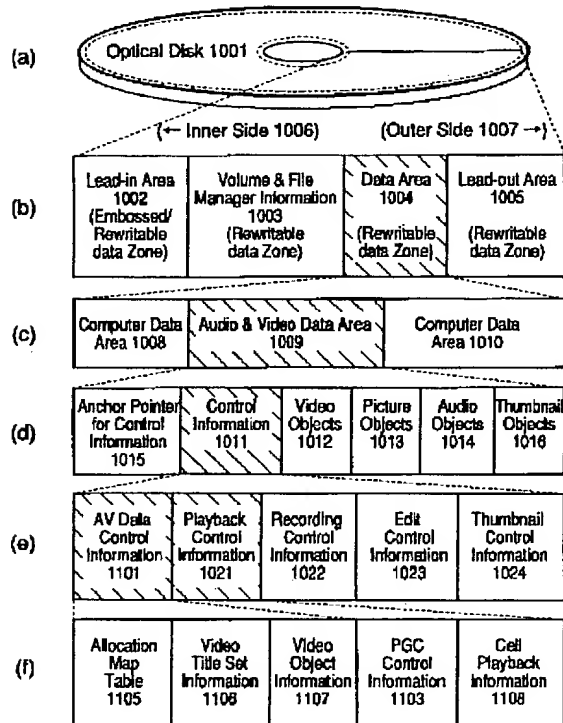 (a)
Optical Disk 1001
(← Inner Side 1006)
(Outer Side 1007 →)
(b)
Lead-in Area
1002
(Embossed/
Rewritable
data Zone)
Volume & File
Manager Information
1003
(Rewritable
data Zone)
Data Area
1004
(Rewritable
data Zone)
Lead-out Area
1005
(Rewritable
data Zone)
(c)
Computer Data
Area 1008
Audio & Video Data Area
1009
Computer Data
Area 1010
(d)
Anchor Pointer
for Control
Information
1015
Control
Information
1011
Video
Objects
1012
Picture
Objects
1013
Audio
Objects
1014
Thumbnail
Objects
1016
(e)
AV Data
Control
Information
1101
Playback
Control
Information
1021
Recording
Control
Information
1022
Edit
Control
Information
1023
Thumbnail
Control
Information
1024
(f)
Allocation
Map
Table
1105
Video
Title Set
Information
1106
Video
Object
Information
1107
PGC
Control
Information
1103
Cell
Playback
Information
1108